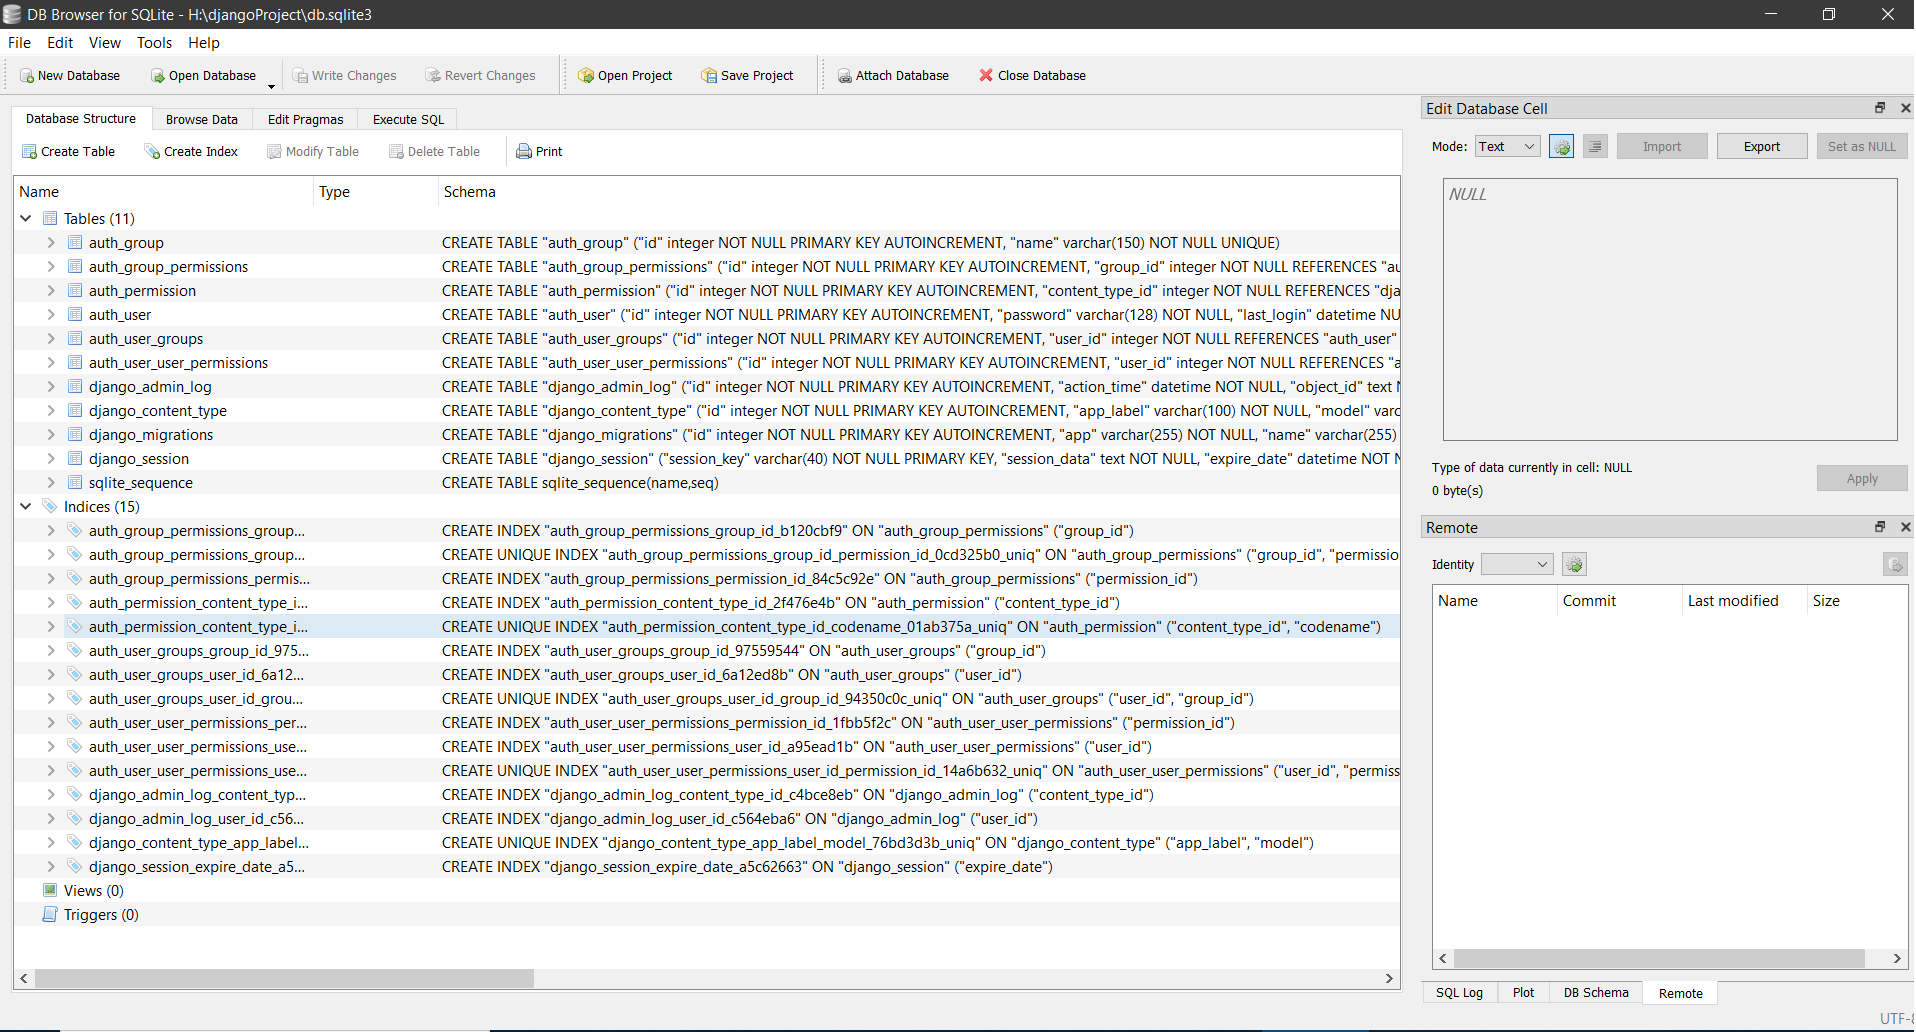 DB Browser for SQLite - H:\djangoProject\db.sqlite3
File Edit View Tools Help
New Database Open Database Write Changes Revert Changes Open Project Save Project Attach Database Close Database
Database Structure Browse Data Edit Pragmas Execute SQL
Create Table Create Index Modify Table Delete Table Print
Name Type Schema
Tables (11)
auth_group CREATE TABLE "auth_group" ("id" integer NOT NULL PRIMARY KEY AUTOINCREMENT, "name" varchar(150) NOT NULL UNIQUE)
auth_group_permissions CREATE TABLE "auth_group_permissions" ("id" integer NOT NULL PRIMARY KEY AUTOINCREMENT, "group_id" integer NOT NULL REFERENCES "au
auth_permission CREATE TABLE "auth_permission" ("id" integer NOT NULL PRIMARY KEY AUTOINCREMENT, "content_type_id" integer NOT NULL REFERENCES "dja
auth_user CREATE TABLE "auth_user" ("id" integer NOT NULL PRIMARY KEY AUTOINCREMENT, "password" varchar(128) NOT NULL, "last_login" datetime NU
auth_user_groups CREATE TABLE "auth_user_groups" ("id" integer NOT NULL PRIMARY KEY AUTOINCREMENT, "user_id" integer NOT NULL REFERENCES "auth_user"
auth_user_user_permissions CREATE TABLE "auth_user_user_permissions" ("id" integer NOT NULL PRIMARY KEY AUTOINCREMENT, "user_id" integer NOT NULL REFERENCES "a
django_admin_log CREATE TABLE "django_admin_log" ("id" integer NOT NULL PRIMARY KEY AUTOINCREMENT, "action_time" datetime NOT NULL, "object_id" text N
django_content_type CREATE TABLE "django_content_type" ("id" integer NOT NULL PRIMARY KEY AUTOINCREMENT, "app_label" varchar(100) NOT NULL, "model" varc
django_migrations CREATE TABLE "django_migrations" ("id" integer NOT NULL PRIMARY KEY AUTOINCREMENT, "app" varchar(255) NOT NULL, "name" varchar(255)
django_session CREATE TABLE "django_session" ("session_key" varchar(40) NOT NULL PRIMARY KEY, "session_data" text NOT NULL, "expire_date" datetime NOT N
sqlite_sequence CREATE TABLE sqlite_sequence(name,seq)
Indices (15)
auth_group_permissions_group... CREATE INDEX "auth_group_permissions_group_id_b120cbf9" ON "auth_group_permissions" ("group_id")
auth_group_permissions_group... CREATE UNIQUE INDEX "auth_group_permissions_group_id_permission_id_0cd325b0_uniq" ON "auth_group_permissions" ("group_id", "permissio
auth_group_permissions_permis... CREATE INDEX "auth_group_permissions_permission_id_84c5c92e" ON "auth_group_permissions" ("permission_id")
auth_permission_content_type_i... CREATE INDEX "auth_permission_content_type_id_2f476e4b" ON "auth_permission" ("content_type_id")
auth_permission_content_type_i... CREATE UNIQUE INDEX "auth_permission_content_type_id_codename_01ab375a_uniq" ON "auth_permission" ("content_type_id", "codename")
auth_user_groups_group_id_975... CREATE INDEX "auth_user_groups_group_id_97559544" ON "auth_user_groups" ("group_id")
auth_user_groups_user_id_6a12... CREATE INDEX "auth_user_groups_user_id_6a12ed8b" ON "auth_user_groups" ("user_id")
auth_user_groups_user_id_grou... CREATE UNIQUE INDEX "auth_user_groups_user_id_group_id_94350c0c_uniq" ON "auth_user_groups" ("user_id", "group_id")
auth_user_user_permissions_per... CREATE INDEX "auth_user_user_permissions_permission_id_1fbb5f2c" ON "auth_user_user_permissions" ("permission_id")
auth_user_user_permissions_use... CREATE INDEX "auth_user_user_permissions_user_id_a95ead1b" ON "auth_user_user_permissions" ("user_id")
auth_user_user_permissions_use... CREATE UNIQUE INDEX "auth_user_user_permissions_user_id_permission_id_14a6b632_uniq" ON "auth_user_user_permissions" ("user_id", "permiss
django_admin_log_content_typ... CREATE INDEX "django_admin_log_content_type_id_c4bce8eb" ON "django_admin_log" ("content_type_id")
django_admin_log_user_id_c56... CREATE INDEX "django_admin_log_user_id_c564eba6" ON "django_admin_log" ("user_id")
django_content_type_app_label... CREATE UNIQUE INDEX "django_content_type_app_label_model_76bd3d3b_uniq" ON "django_content_type" ("app_label", "model")
django_session_expire_date_a5... CREATE INDEX "django_session_expire_date_a5c62663" ON "django_session" ("expire_date")
Views (0)
Triggers (0)
Edit Database Cell
Mode: Text Import Export Set as NULL
NULL
Type of data currently in cell: NULL
0 byte(s)
Apply
Remote
Identity
Name Commit Last modified Size
SQL Log Plot DB Schema Remote
UTF-8